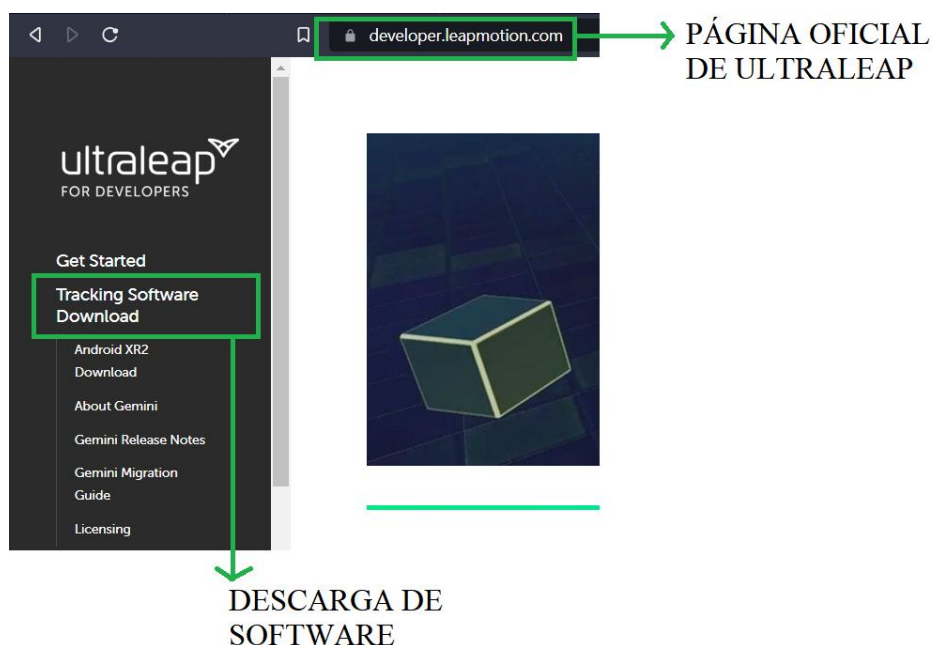 developer.leapmotion.com
PÁGINA OFICIAL
DE ULTRALEAP
ultraleap
FOR DEVELOPERS
Get Started
Tracking Software
Download
Android XR2
Download
About Gemini
Gemini Release Notes
Gemini Migration
Guide
Licensing
DESCARGA DE
SOFTWARE